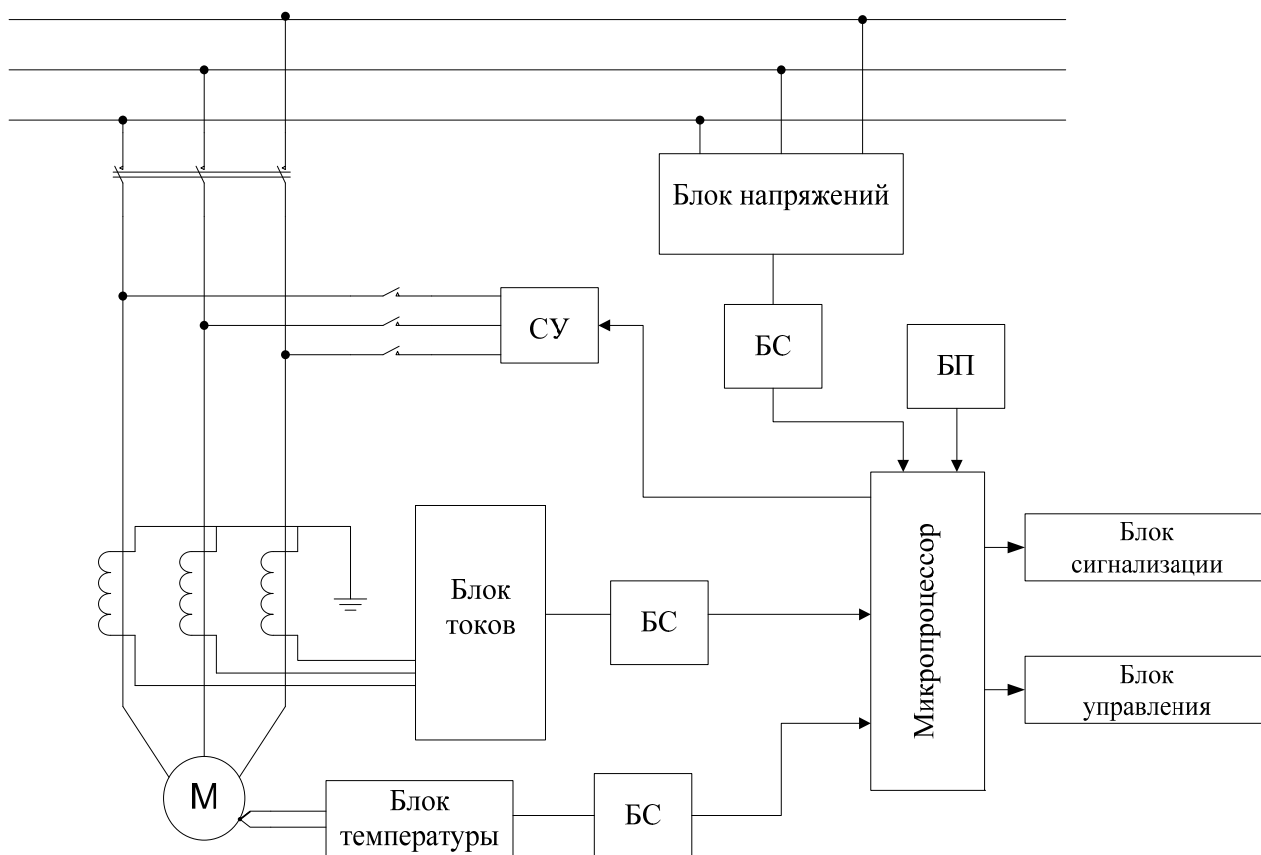 Блок напряжений
СУ
БС
БП
Блок
токов
БС
Микропроцессор
Блок
сигнализации
Блок
управления
М
Блок
температуры
БС